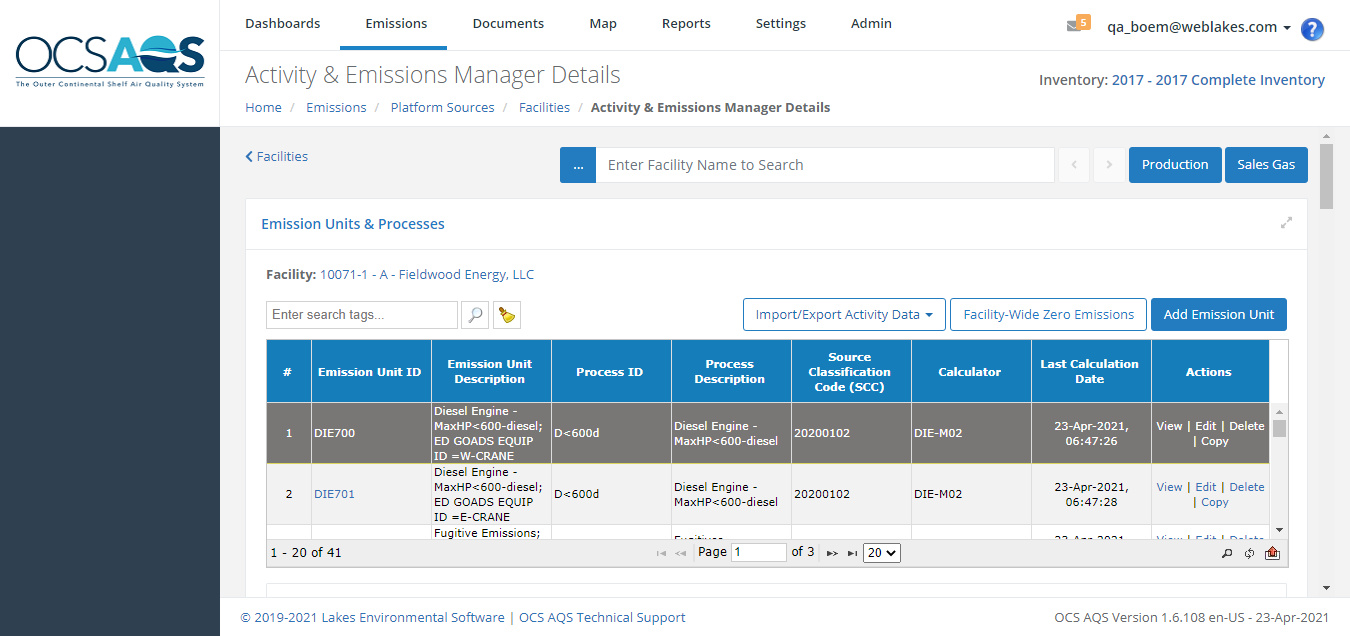 OCSAQS
The Outer Continental Shelf Air Quality System
Dashboards Emissions Documents Map Reports Settings Admin
5 qa_boem@weblakes.com ?
Activity & Emissions Manager Details
Inventory: 2017 - 2017 Complete Inventory
Home / Emissions / Platform Sources / Facilities / Activity & Emissions Manager Details
Facilities
... Enter Facility Name to Search Production Sales Gas
Emission Units & Processes
Facility: 10071-1 - A - Fieldwood Energy, LLC
Enter search tags... Import/Export Activity Data Facility-Wide Zero Emissions Add Emission Unit
# Emission Unit ID Emission Unit Description Process ID Process Description Source Classification Code (SCC) Calculator Last Calculation Date Actions
1 DIE700 Diesel Engine - MaxHP<600-diesel; ED GOADS EQUIP ID =W-CRANE D<600d Diesel Engine - MaxHP<600-diesel 20200102 DIE-M02 23-Apr-2021, 06:47:26 View | Edit | Delete | Copy
2 DIE701 Diesel Engine - MaxHP<600-diesel; ED GOADS EQUIP ID =E-CRANE D<600d Diesel Engine - MaxHP<600-diesel 20200102 DIE-M02 23-Apr-2021, 06:47:28 View | Edit | Delete | Copy
Fugitive Emissions;
1 - 20 of 41 Page 1 of 3 20
© 2019-2021 Lakes Environmental Software | OCS AQS Technical Support
OCS AQS Version 1.6.108 en-US - 23-Apr-2021